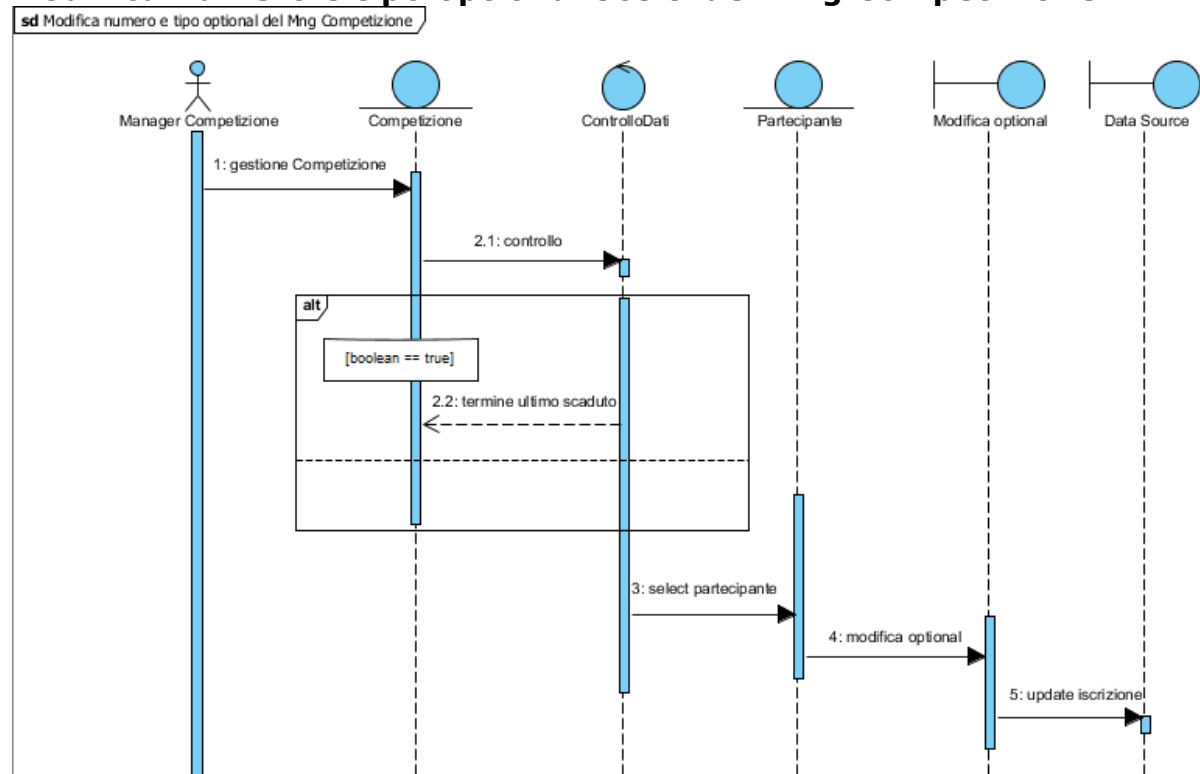 sd Modifica numero e tipo optional del Mng Competizione
Manager Competizione
Competizione
ControlloDati
Partecipante
Modifica optional
Data Source
1: gestione Competizione
2.1: controllo
alt
[boolean == true]
2.2: termine ultimo scaduto
3: select partecipante
4: modifica optional
5: update iscrizione